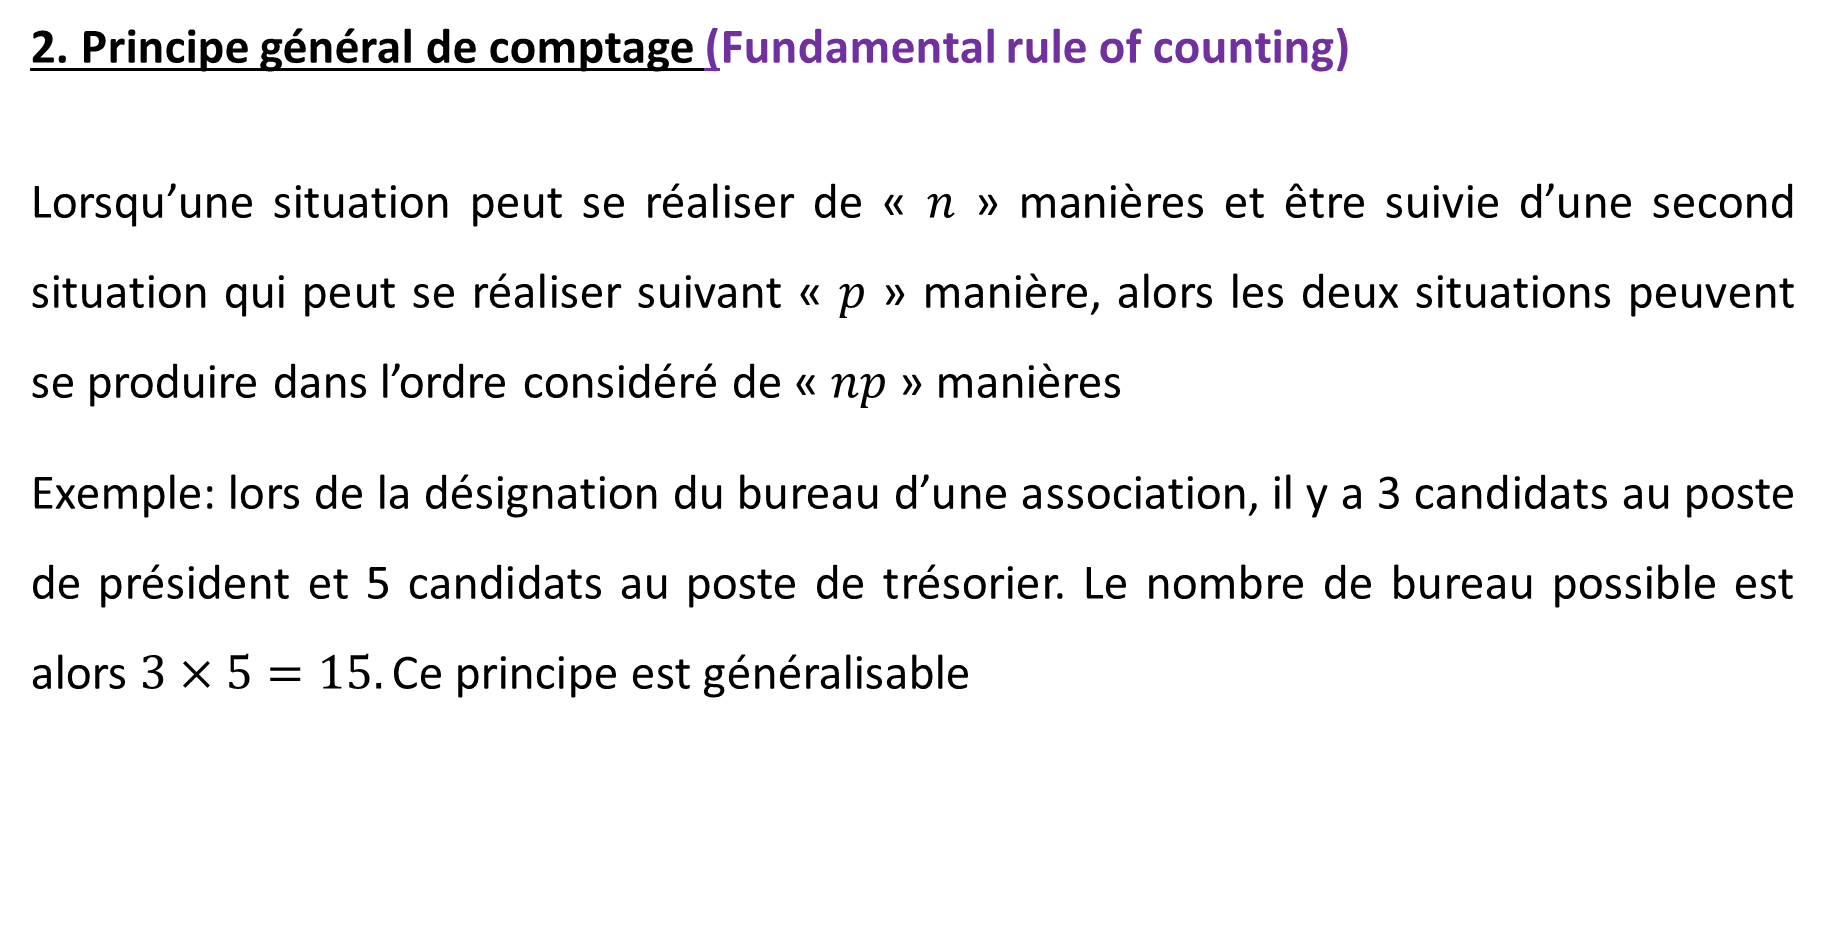 2. Principe général de comptage (Fundamental rule of counting)
Lorsqu’une situation peut se réaliser de « n » manières et être suivie d’une second
situation qui peut se réaliser suivant « p » manière, alors les deux situations peuvent
se produire dans l’ordre considéré de « np » manières
Exemple: lors de la désignation du bureau d’une association, il y a 3 candidats au poste
de président et 5 candidats au poste de trésorier. Le nombre de bureau possible est
alors 3 × 5 = 15. Ce principe est généralisable